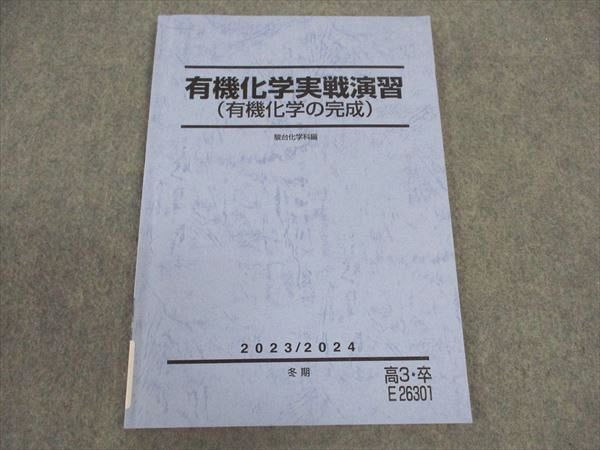 有機化学実戦演習
(有機化学の完成)
駿台化学科編
2023/2024
冬期
高3・卒
E26301